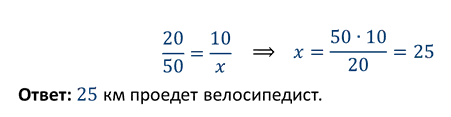 20/50 = 10/x ⟹ x = 50 · 10/20 = 25
Ответ: 25 км проедет велосипедист.